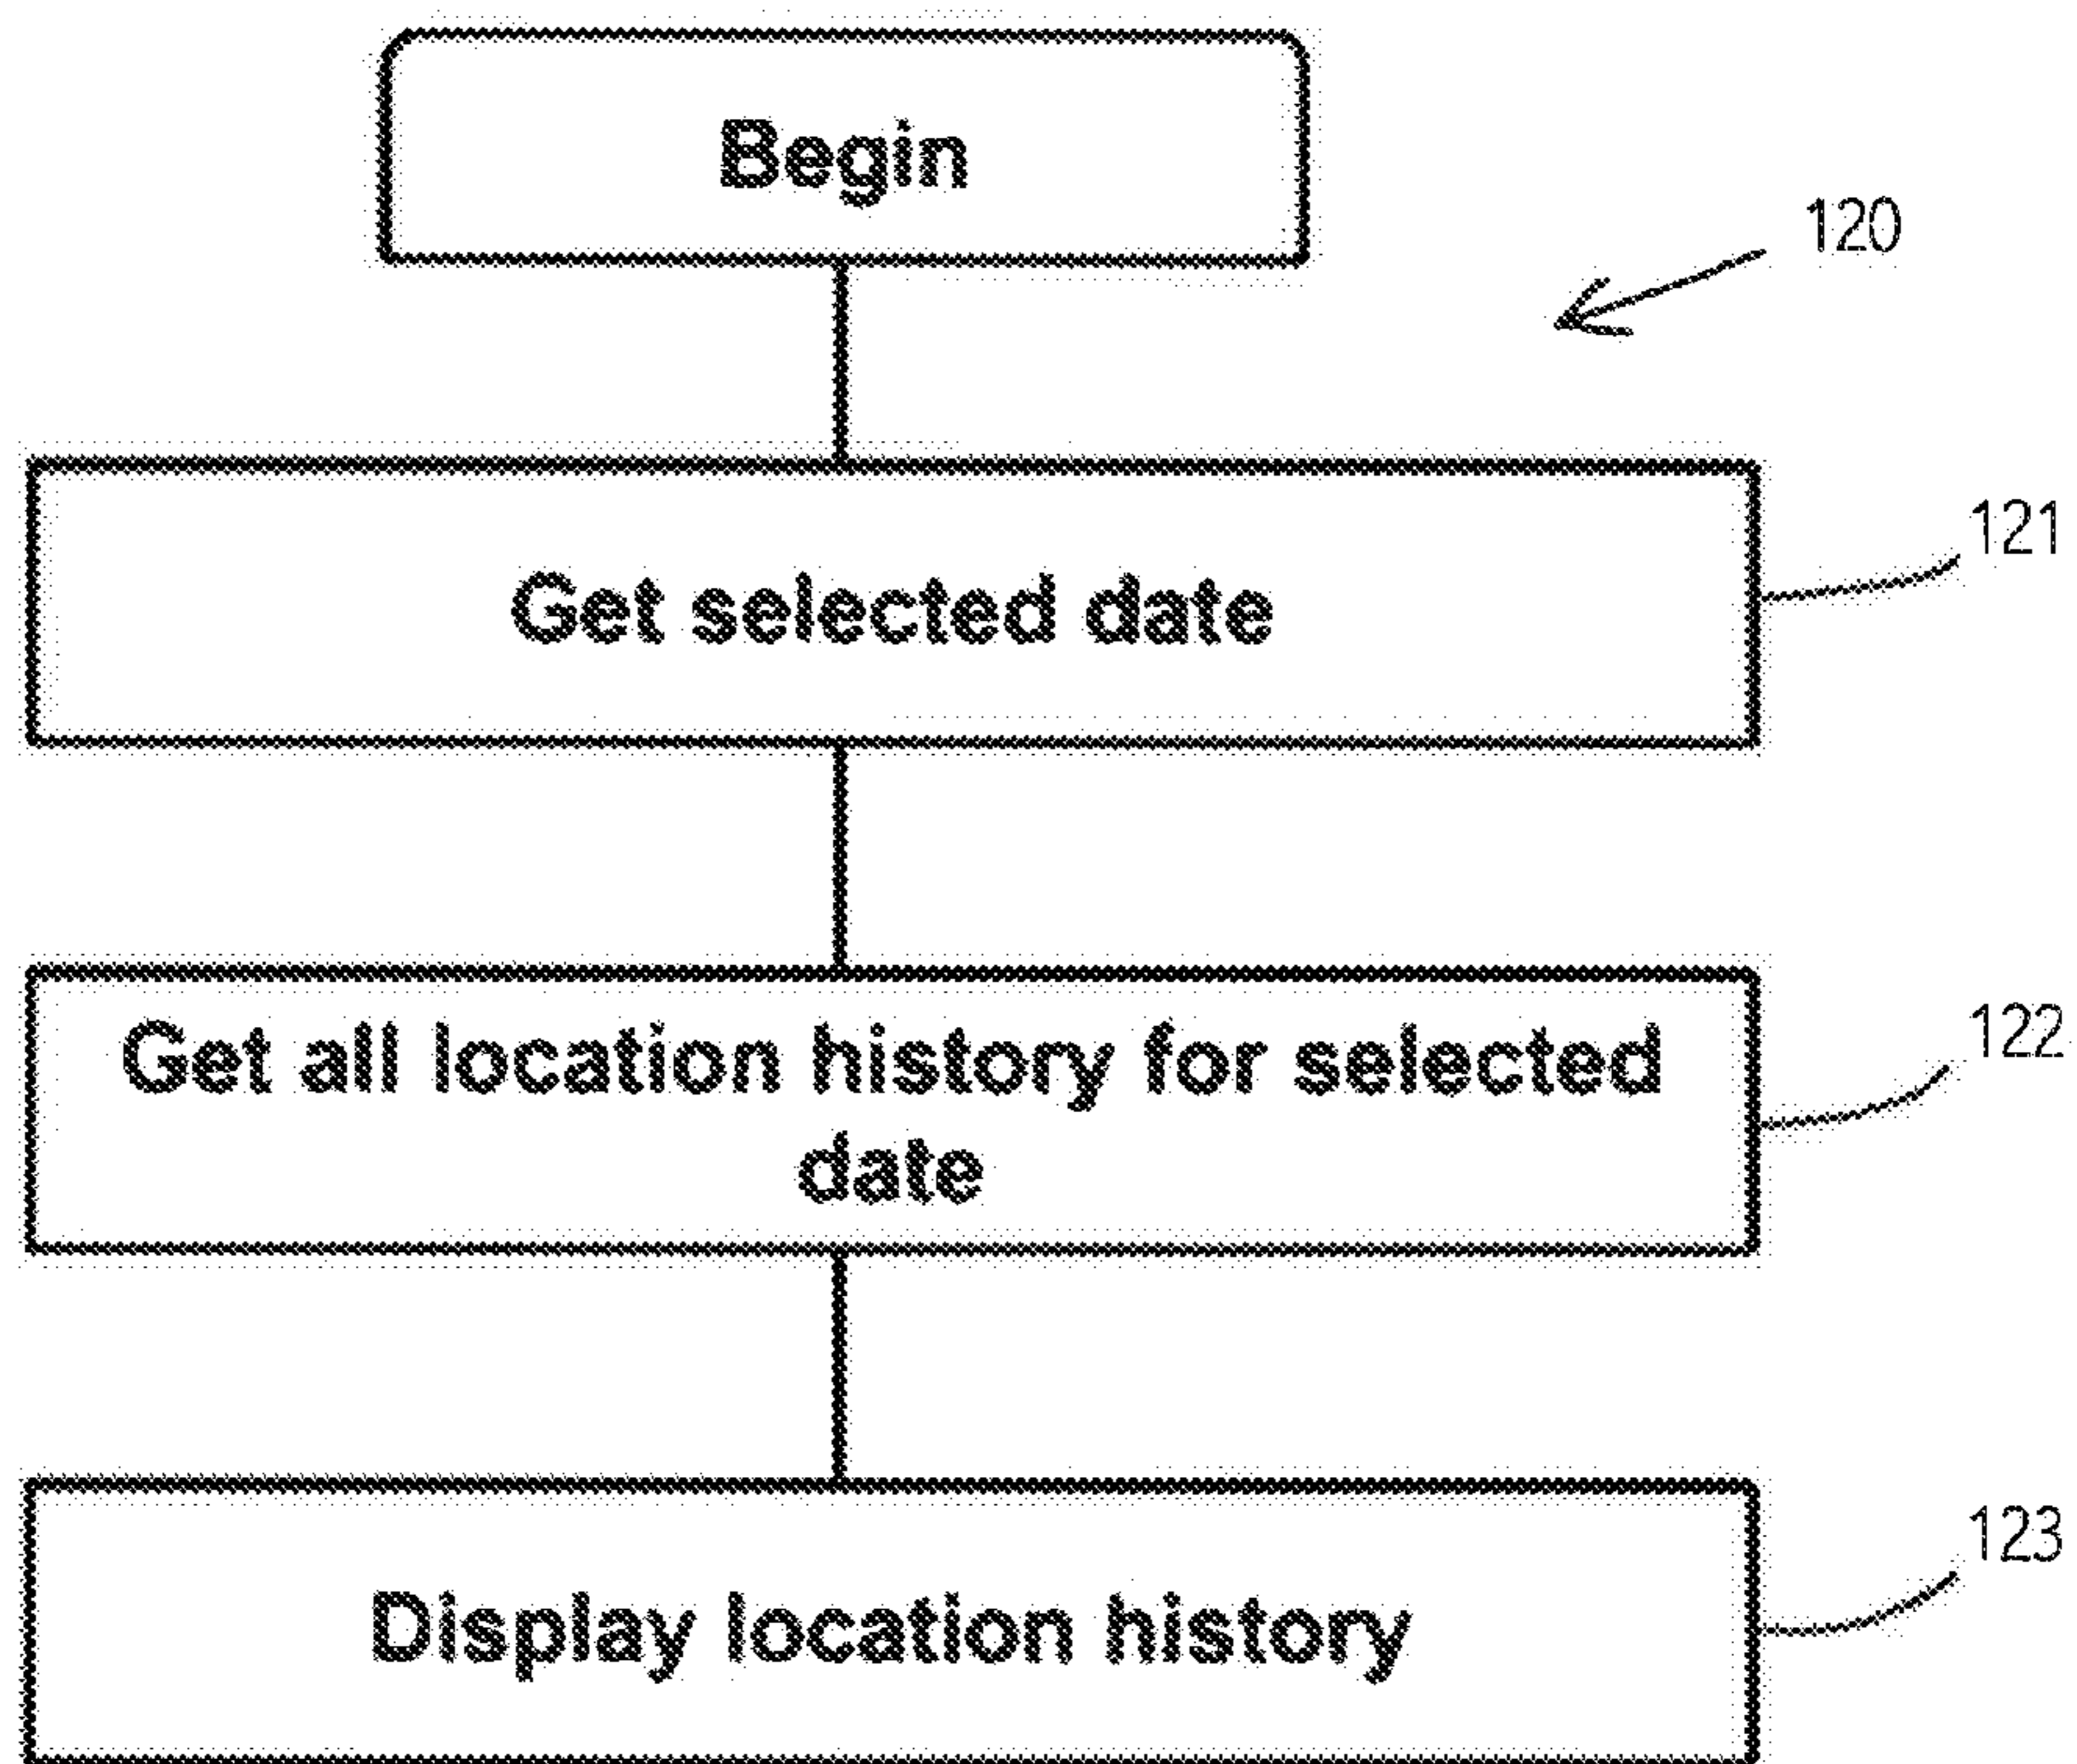 Begin
120
Get selected date
121
Get all location history for selected
date
122
Display location history
123